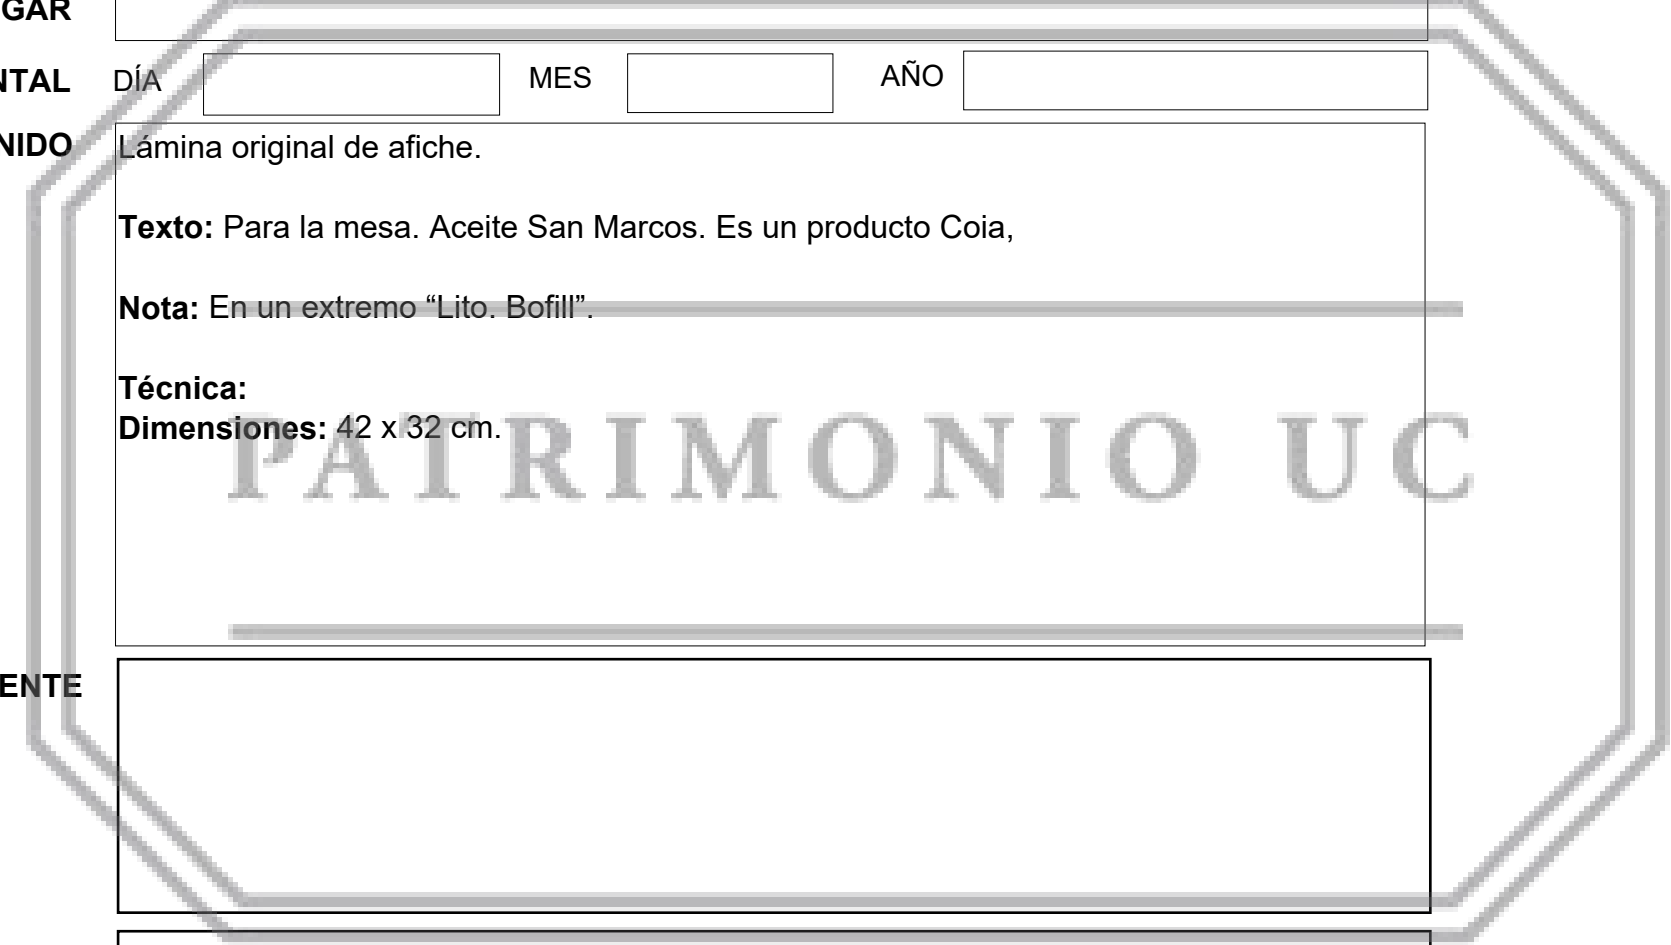 GAR
NTAL DÍA MES AÑO
NIDO Lámina original de afiche.
Texto: Para la mesa. Aceite San Marcos. Es un producto Coia,
Nota: En un extremo “Lito. Bofill”.
Técnica:
Dimensiones: 42 x 32 cm.
PATRIMONIO UC
ENTE